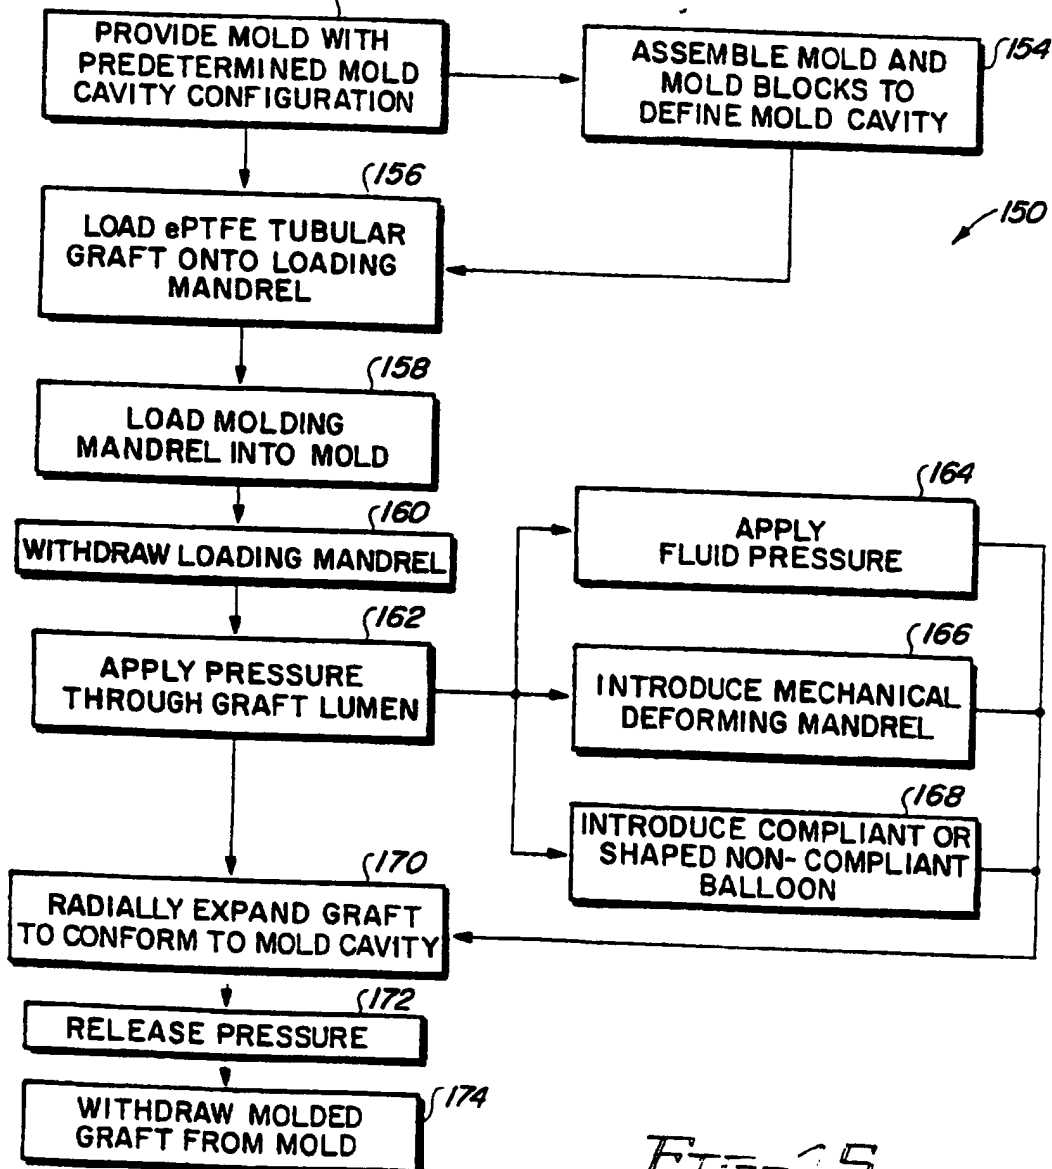 PROVIDE MOLD WITH
PREDETERMINED MOLD
CAVITY CONFIGURATION
154
ASSEMBLE MOLD AND
MOLD BLOCKS TO
DEFINE MOLD CAVITY
156
150
LOAD ePTFE TUBULAR
GRAFT ONTO LOADING
MANDREL
158
LOAD MOLDING
MANDREL INTO MOLD
160
WITHDRAW LOADING MANDREL
162
APPLY PRESSURE
THROUGH GRAFT LUMEN
164
APPLY
FLUID PRESSURE
166
INTRODUCE MECHANICAL
DEFORMING MANDREL
168
INTRODUCE COMPLIANT OR
SHAPED NON-COMPLIANT
BALLOON
170
RADIALLY EXPAND GRAFT
TO CONFORM TO MOLD CAVITY
172
RELEASE PRESSURE
174
WITHDRAW MOLDED
GRAFT FROM MOLD